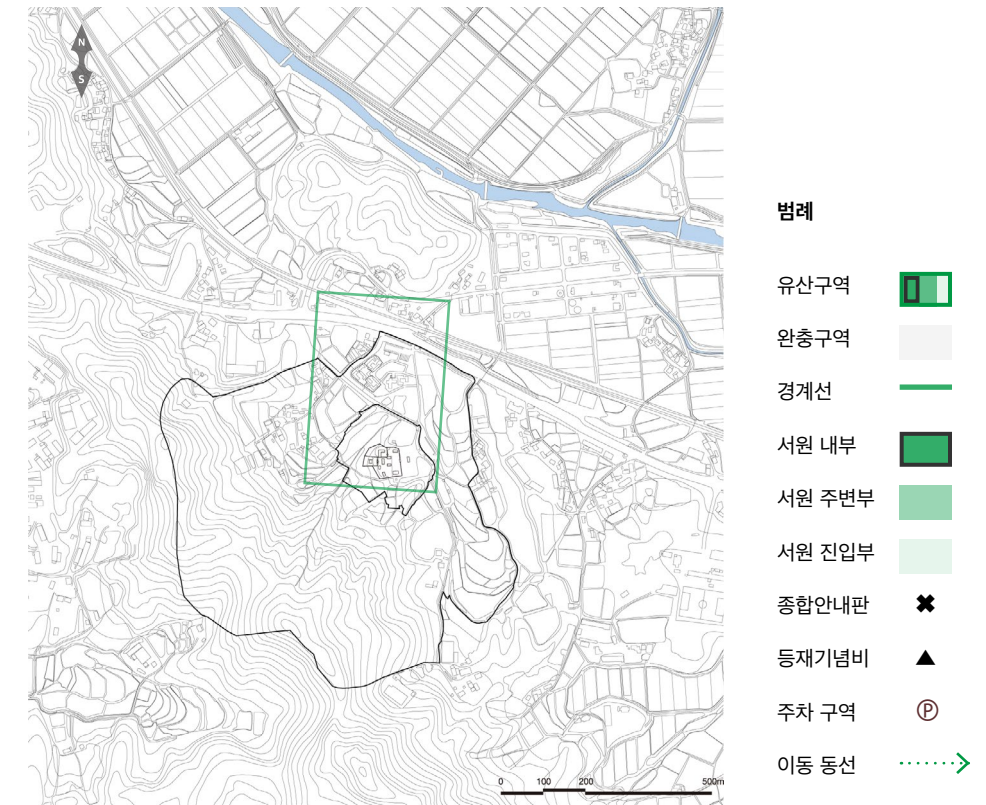 N
S
범례
유산구역
완충구역
경계선
서원 내부
서원 주변부
서원 진입부
종합안내판
등재기념비
주차 구역 Ⓟ
이동 동선
0 100 200 500m